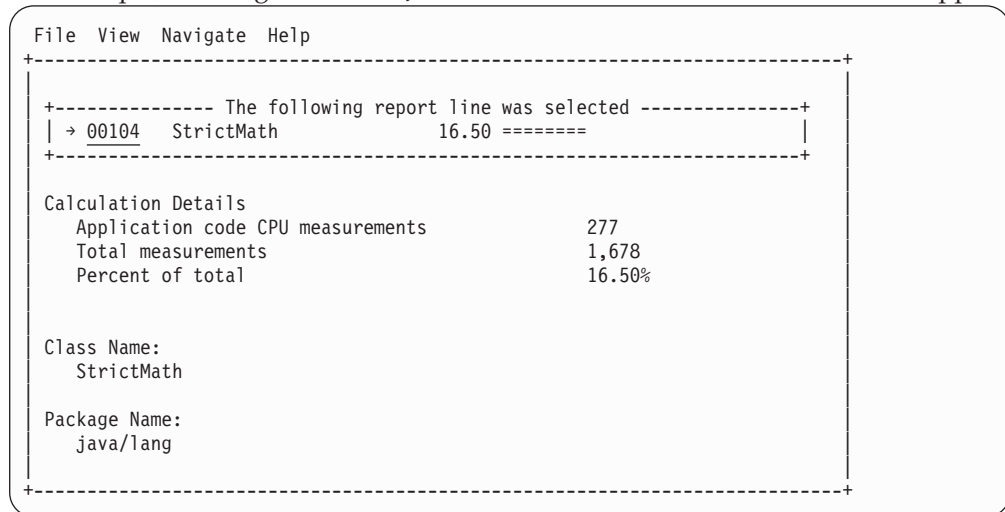 File View Navigate Help
+----------------------------------------------------------------------------+
+--------------- The following report line was selected ---------------+
| → 00104 StrictMath 16.50 ======== |
+----------------------------------------------------------------------+
Calculation Details
Application code CPU measurements 277
Total measurements 1,678
Percent of total 16.50%
Class Name:
StrictMath
Package Name:
java/lang
+----------------------------------------------------------------------------+